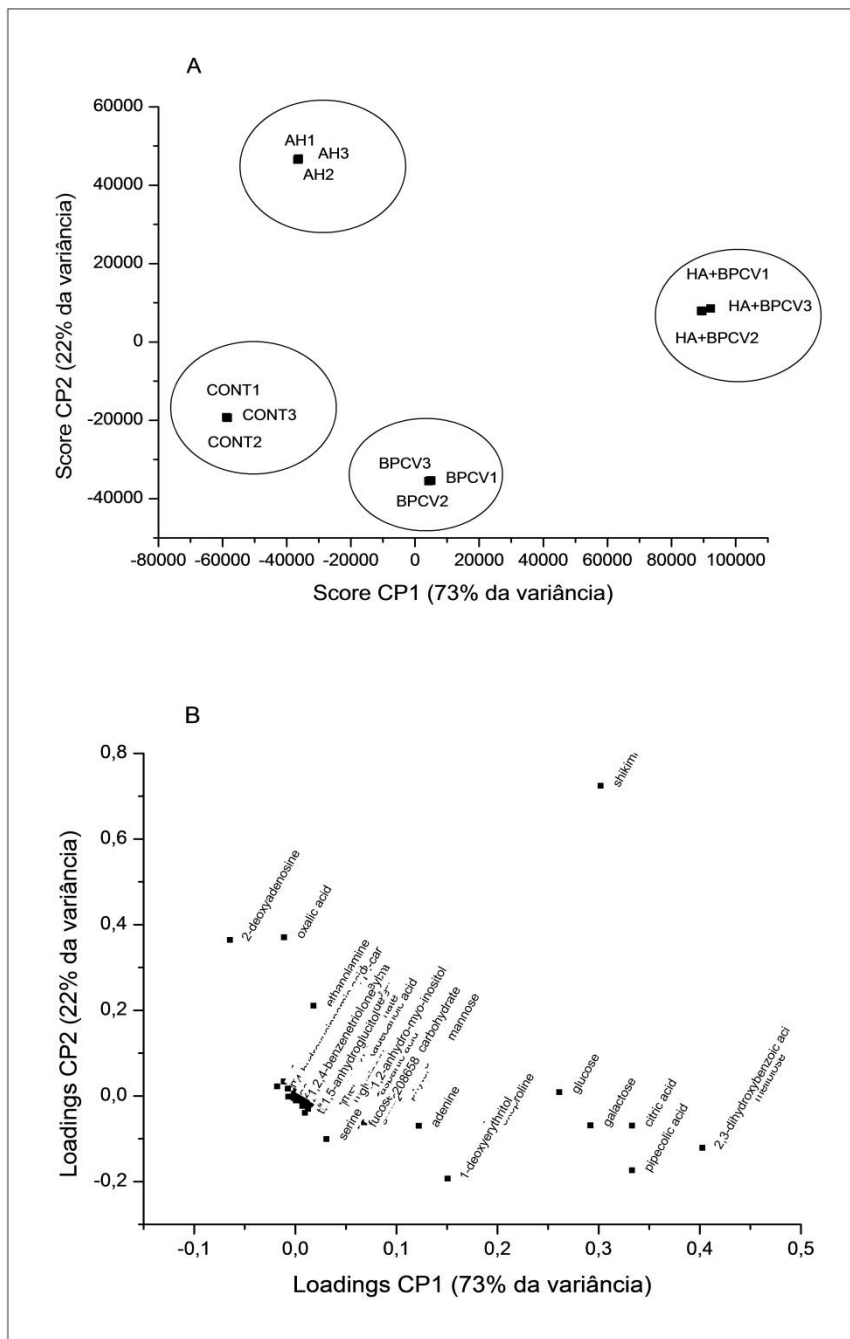 A
Score CP2 (22% da variância)
60000
40000
20000
0
-20000
-40000
AH1
AH3
AH2
HA+BPCV1
HA+BPCV3
HA+BPCV2
CONT1
CONT3
CONT2
BPCV3
BPCV1
BPCV2
-80000 -60000 -40000 -20000 0 20000 40000 60000 80000 100000
Score CP1 (73% da variância)
B
Loadings CP2 (22% da variância)
0,8
0,6
0,4
0,2
0,0
-0,2
2-deoxyadenosine
oxalic acid
ethanolamine
1,2,4-benzenetriol
1,5-anhydroglucitol
serine
fucose
208658
1,2-anhydro-myo-inositol
carbohydrate
mannose
adenine
1-deoxyerythritol
glucose
galactose
citric acid
pipecolic acid
2,3-dihydroxybenzoic aci
-0,1 0,0 0,1 0,2 0,3 0,4 0,5
Loadings CP1 (73% da variância)